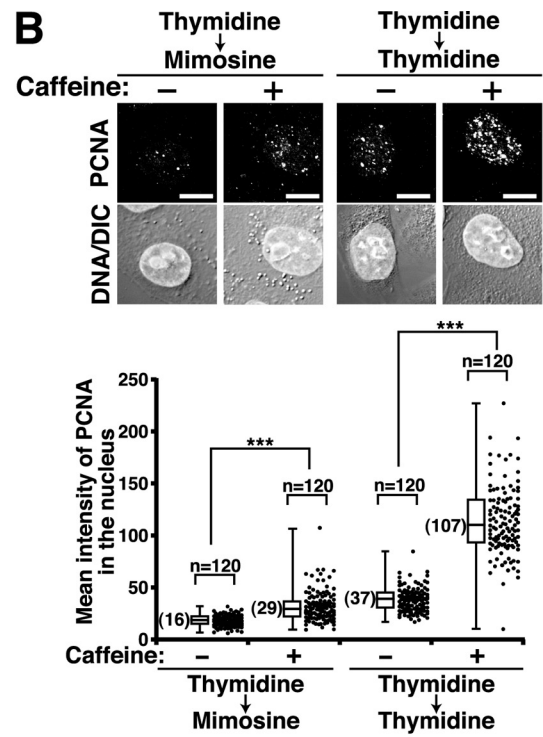 B
Thymidine Thymidine
↓ ↓
Mimosine Thymidine
Caffeine: − + − +
PCNA
DNA/DIC
***
n=120
250
200
150
100
50
0
Mean intensity of PCNA
in the nucleus
***
n=120
n=120
n=120
(16)
(29)
(37)
(107)
Caffeine: − + − +
Thymidine Thymidine
↓ ↓
Mimosine Thymidine